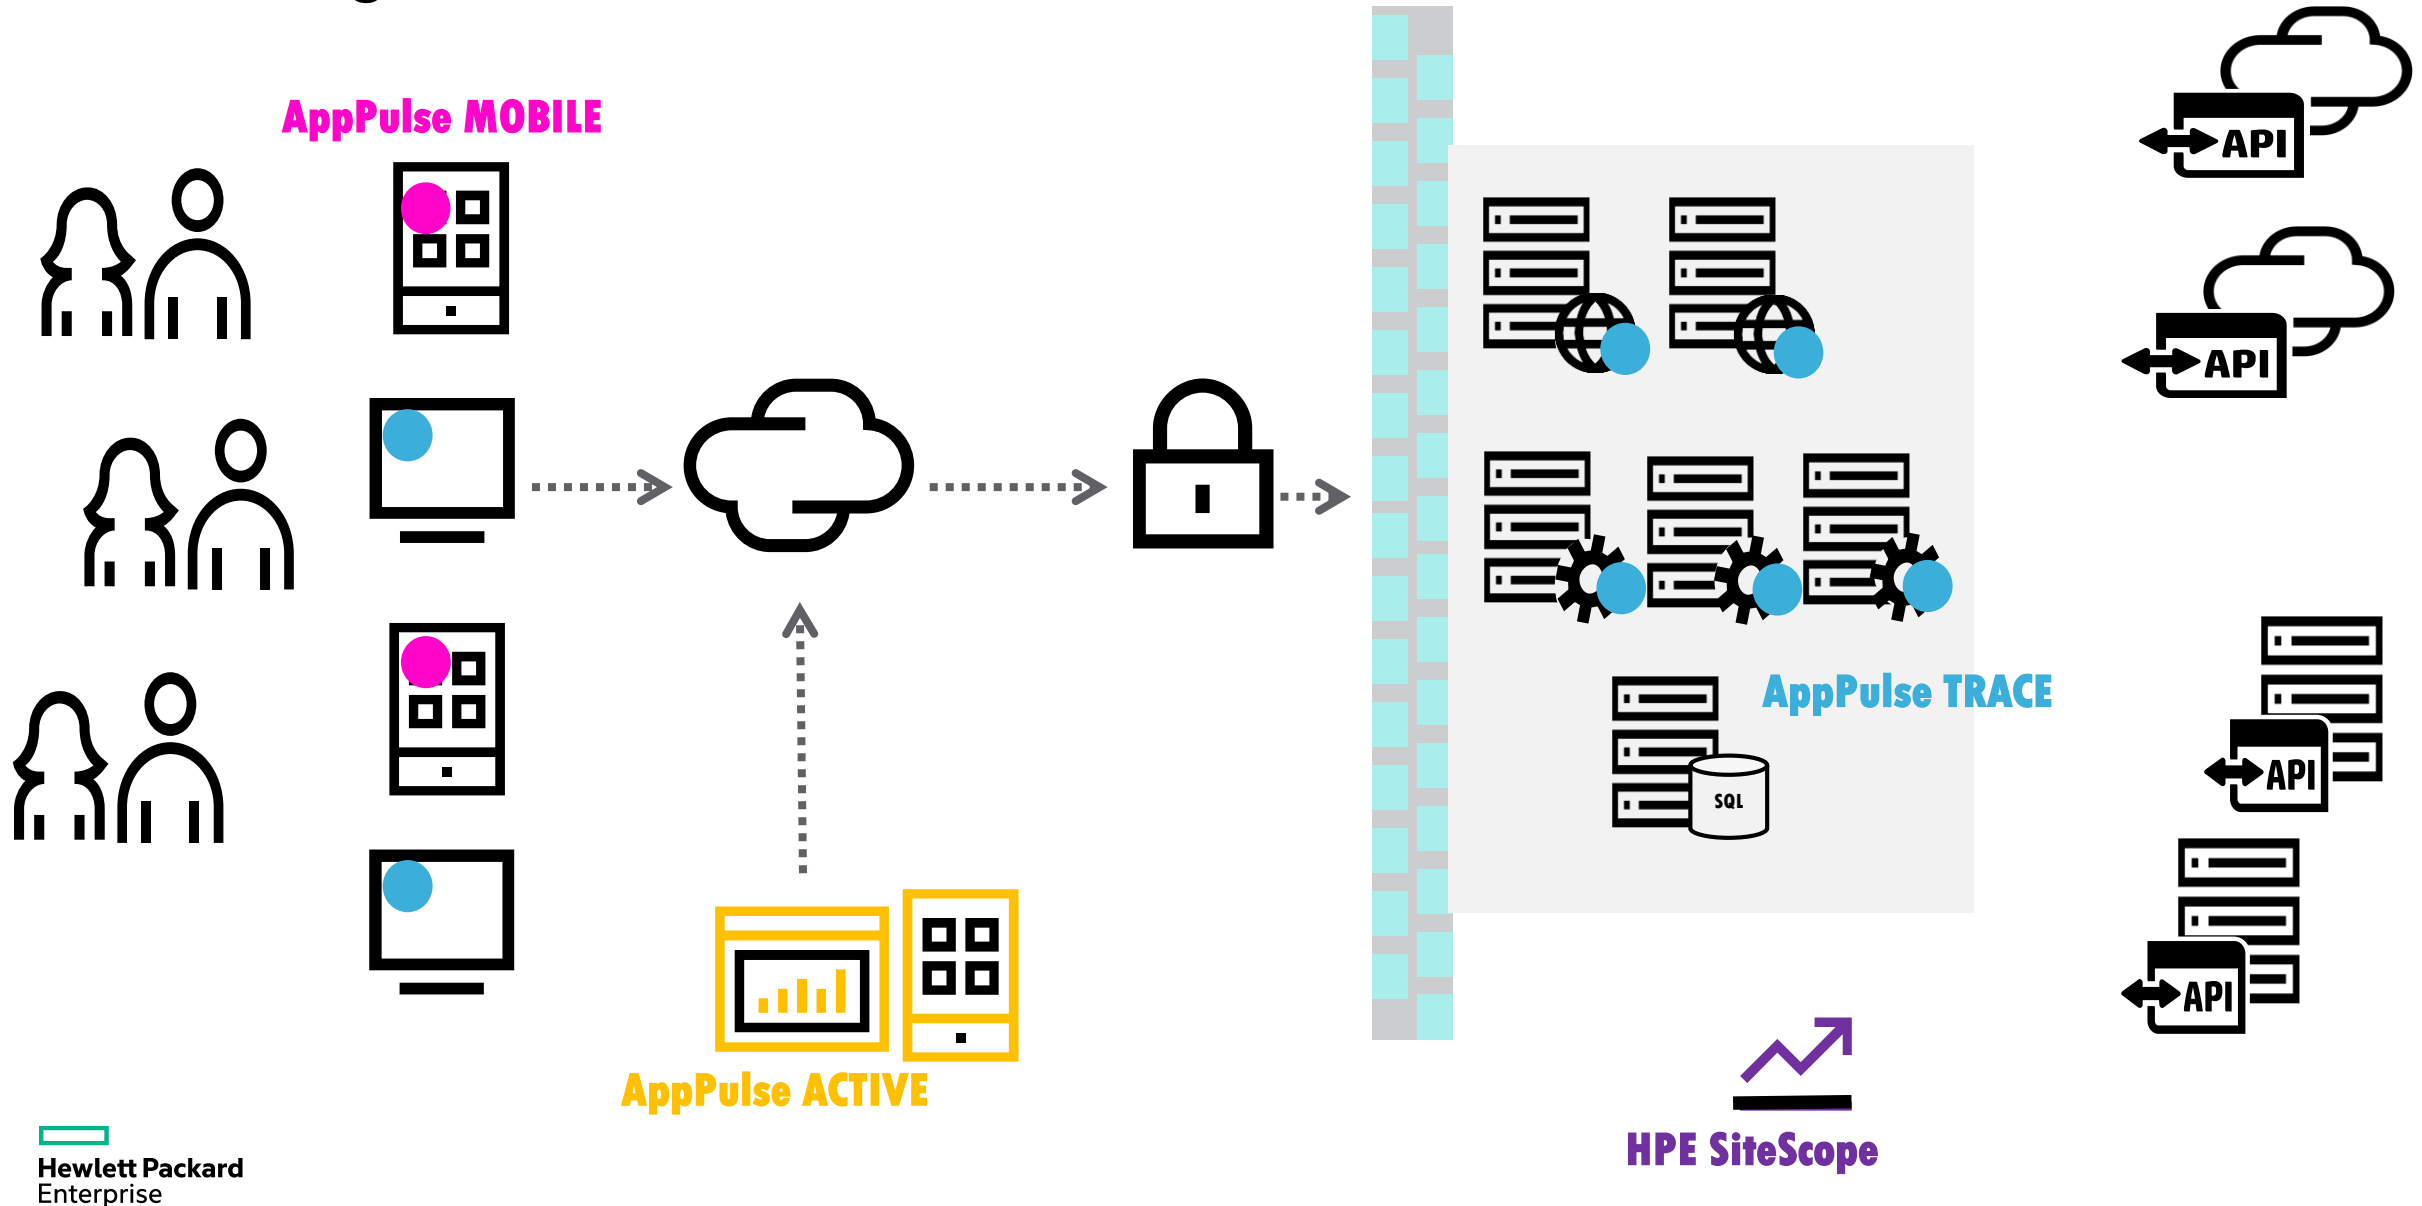 AppPulse MOBILE
API
API
AppPulse TRACE
SQL
API
API
AppPulse ACTIVE
HPE SiteScope
Hewlett Packard
Enterprise